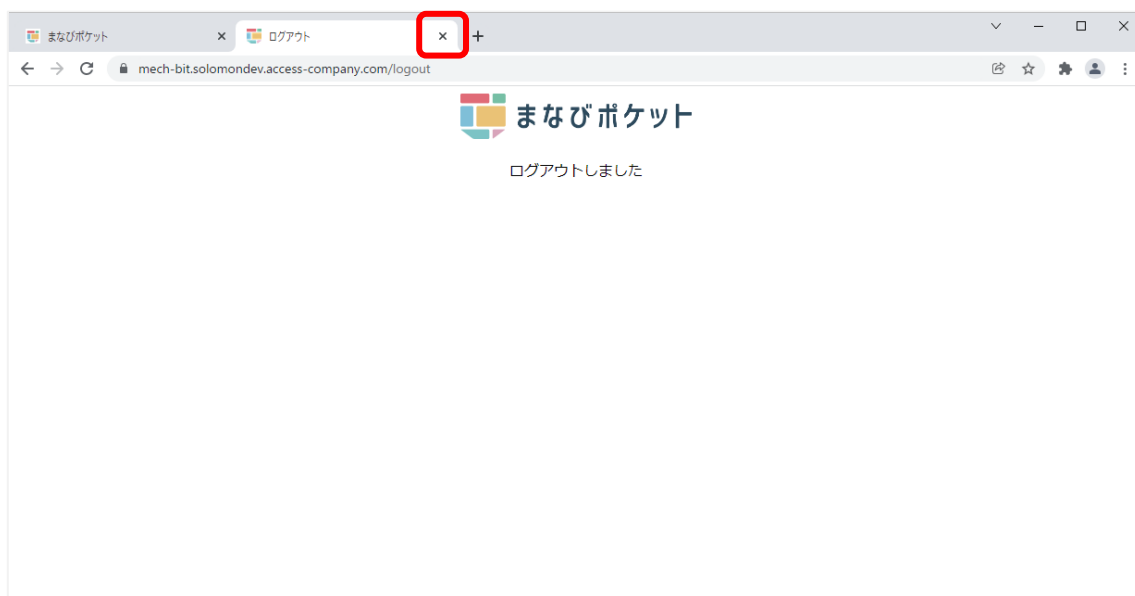 まなびポケット
ログアウト
mech-bit.solomondev.access-company.com/logout
まなびポケット
ログアウトしました